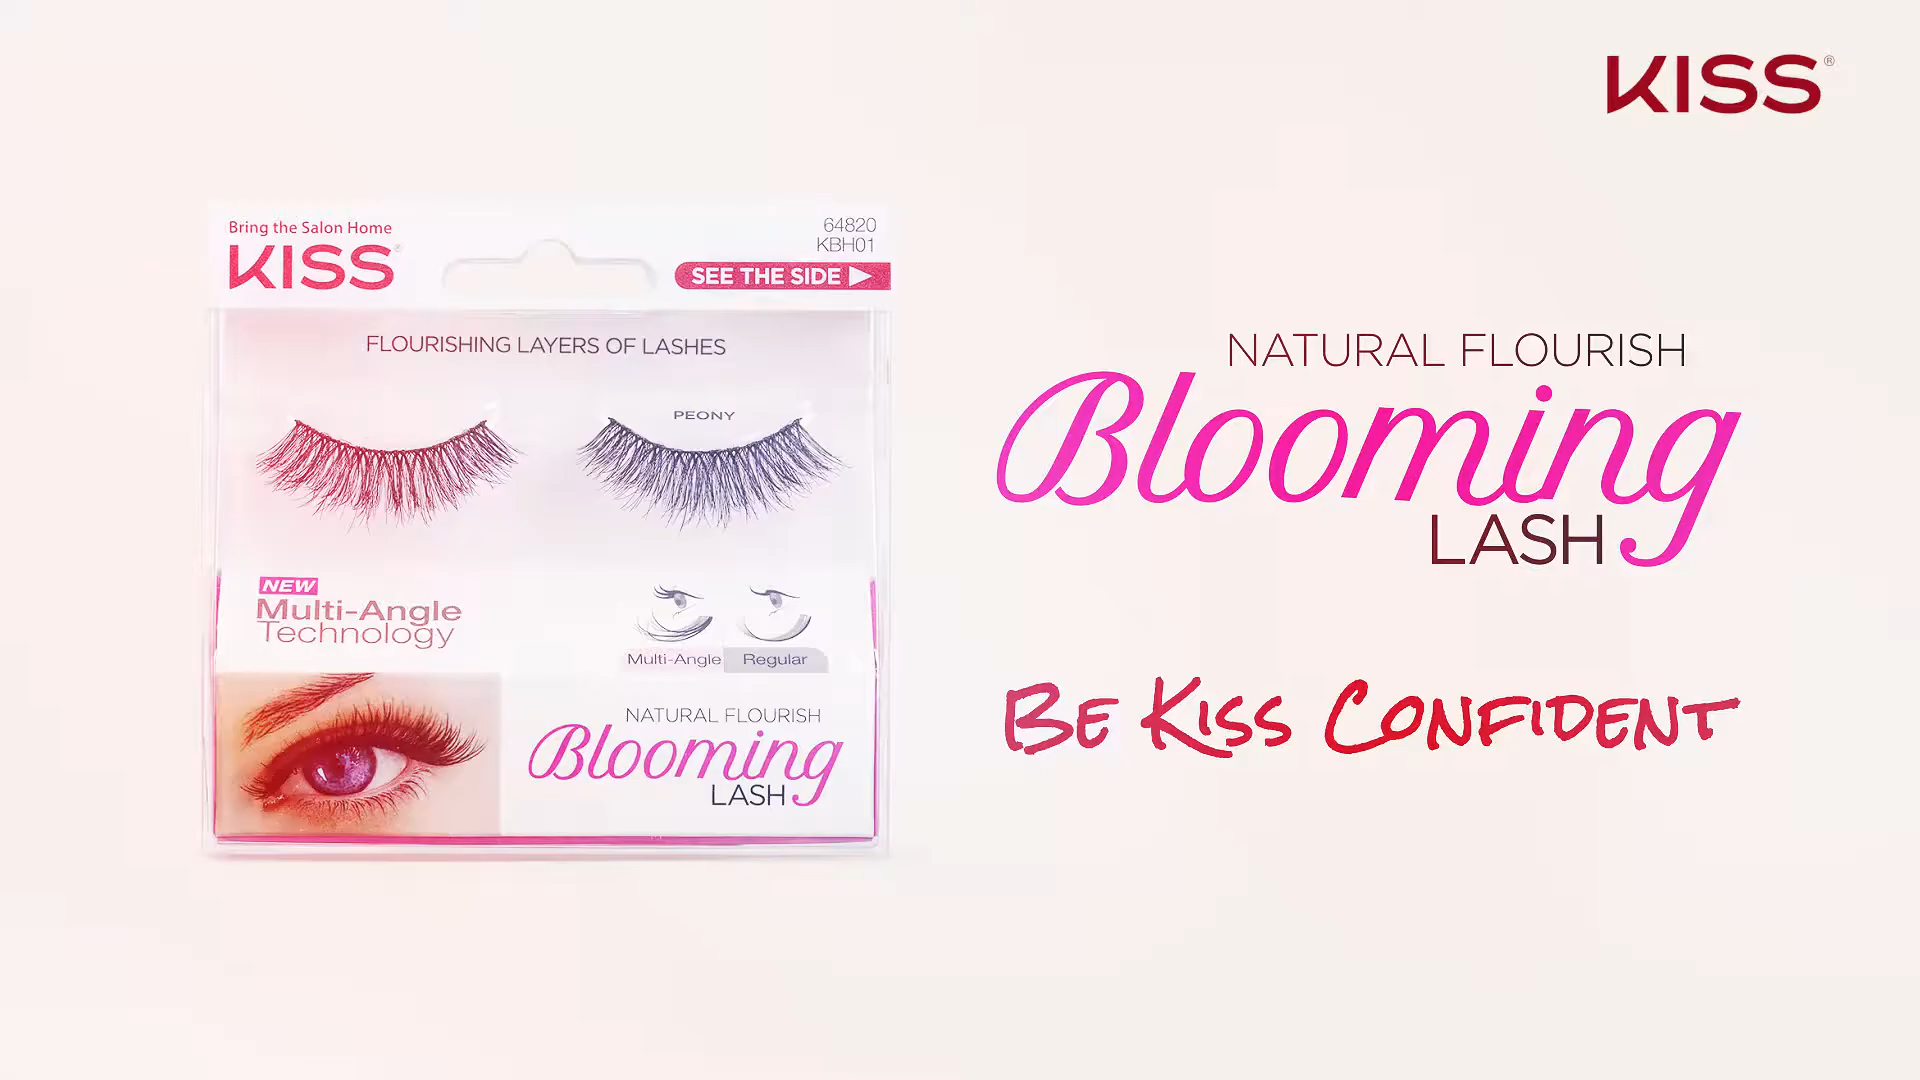 KISS®
Bring the Salon Home
KISS®
64820
KBH01
SEE THE SIDE
FLOURISHING LAYERS OF LASHES
PEONY
NEW
Multi-Angle
Technology
Multi-Angle
Regular
NATURAL FLOURISH
Blooming
LASH
NATURAL FLOURISH
Blooming
LASH
BE KISS CONFIDENT